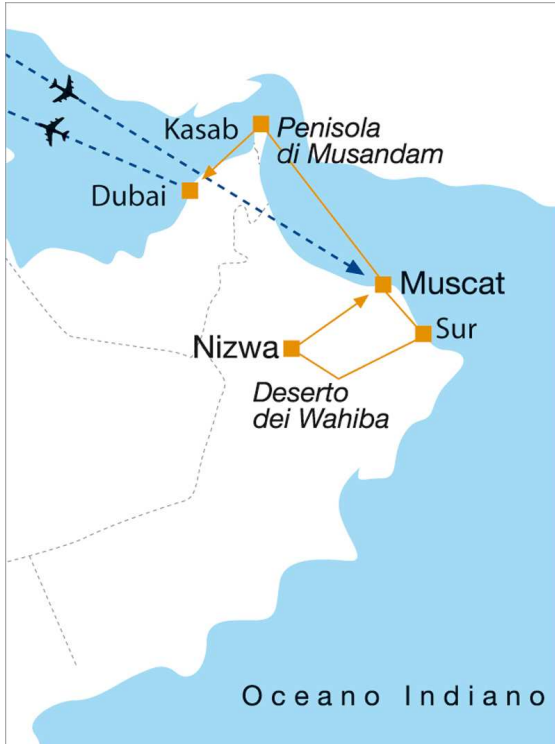 Kasab
Penisola
di Musandam
Dubai
Muscat
Sur
Nizwa
Deserto
dei Wahiba
Oceano Indiano